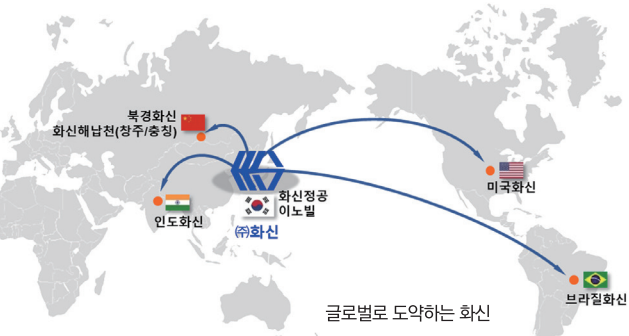 북경화신
화신해납천(창주/충칭)
인도화신
화신정공
이노빌
㈜화신
미국화신
브라질화신
글로벌로 도약하는 화신